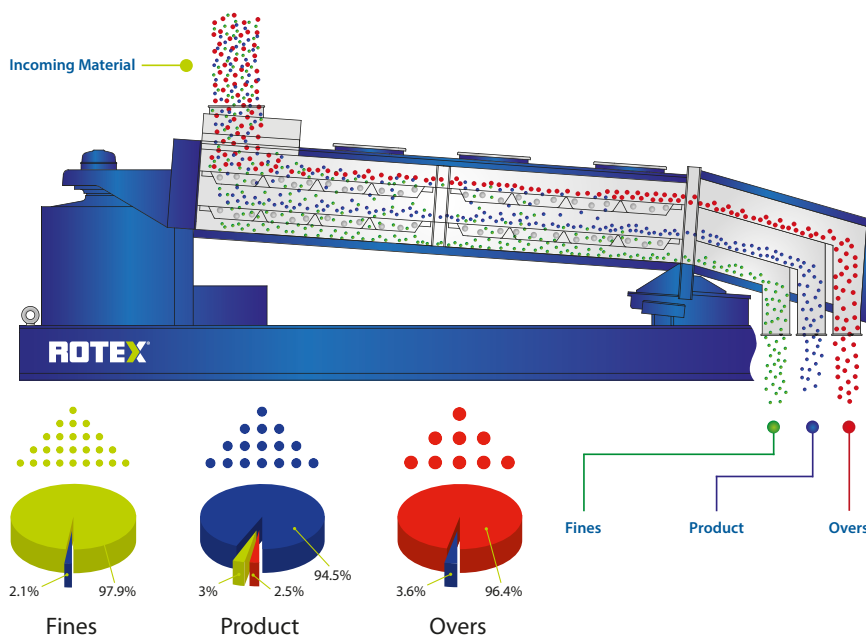 Incoming Material
ROTEX®
Fines
Product
Overs
2.1%
97.9%
3%
2.5%
94.5%
3.6%
96.4%
Fines
Product
Overs